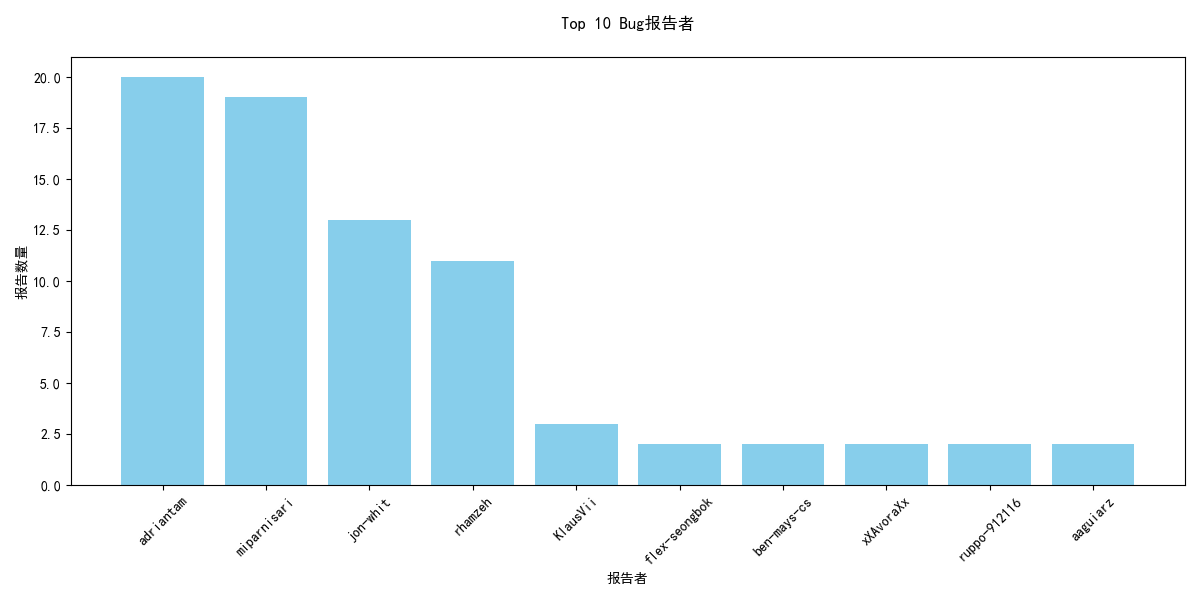 Top 10 Bug报告者
报告数量
20.0
17.5
15.0
12.5
10.0
7.5
5.0
2.5
0.0
adriantam
miparnisari
jon-whit
rhamzeh
KlausVii
flex-seongbok
ben-mays-cs
xXAvoraXx
ruppo-912116
aaguiarz
报告者